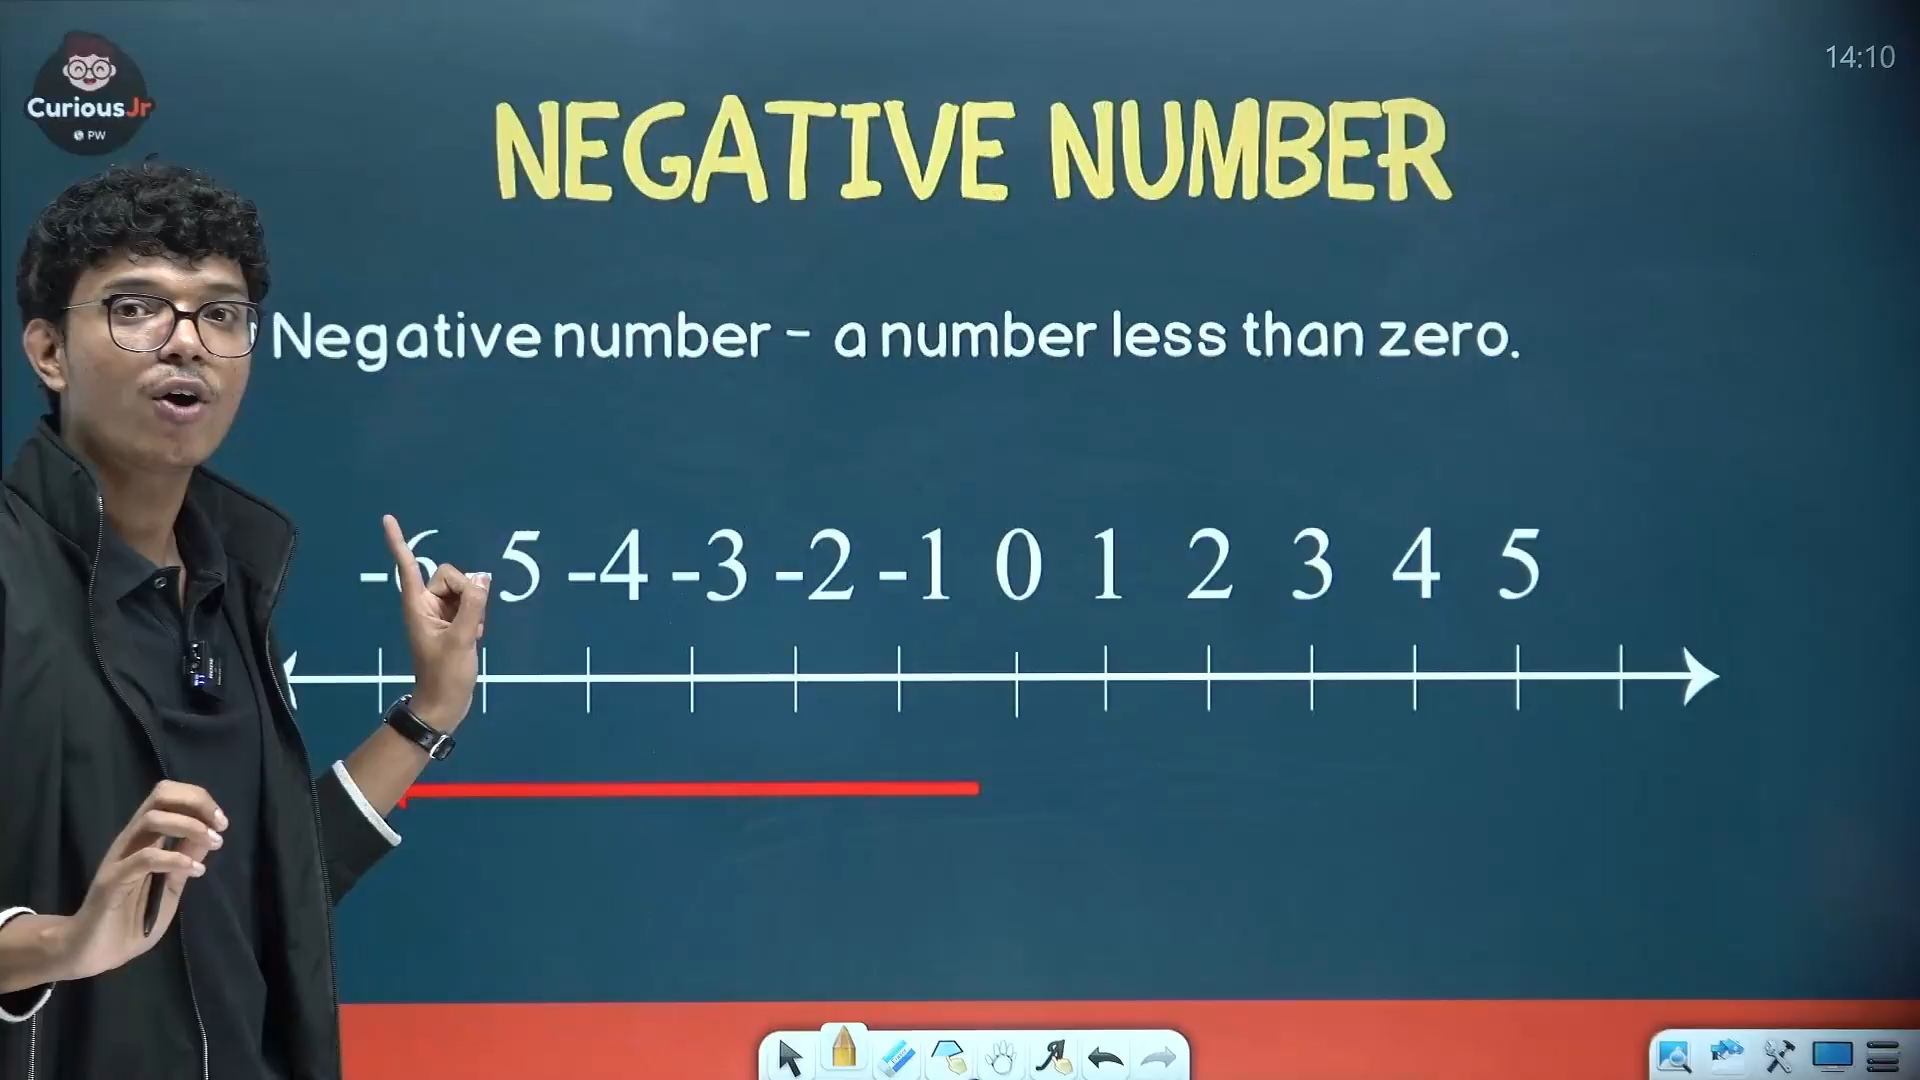 CuriousJr
PW
14:10
NEGATIVE NUMBER
Negative number - a number less than zero.
-6 -5 -4 -3 -2 -1 0 1 2 3 4 5